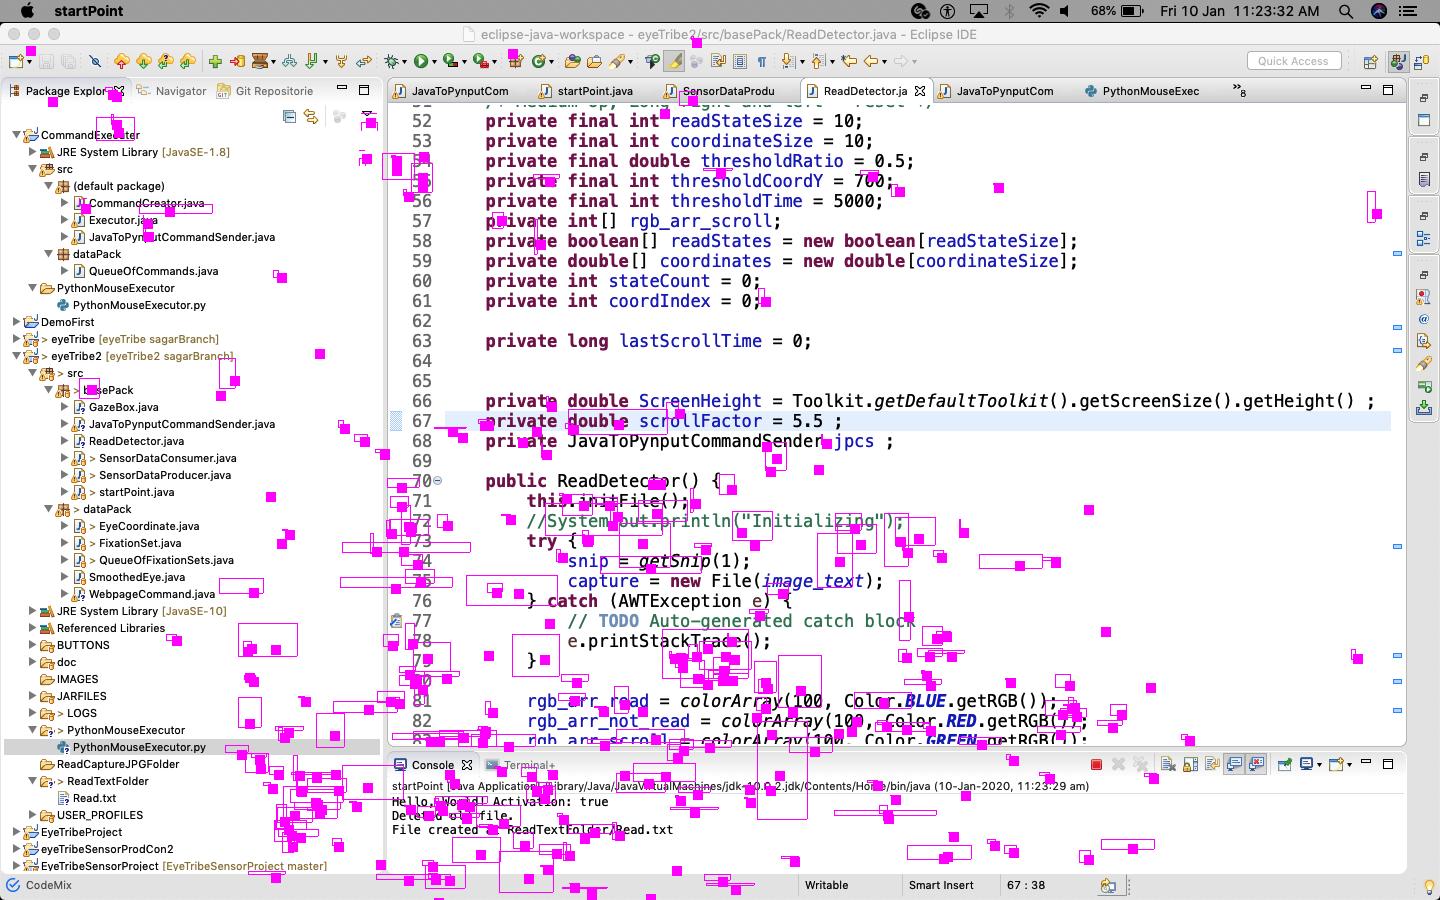 startPoint
68%
Fri 10 Jan 11:23:32 AM
eclipse-java-workspace - eyeTribe2/src/basePack/ReadDetector.java - Eclipse IDE
Quick Access
Package Explor
Navigator
Git Repositorie
CommandExecuter
JRE System Library [JavaSE-1.8]
src
(default package)
CommandCreator.java
Executor.java
JavaToPynputCommandSender.java
dataPack
QueueOfCommands.java
PythonMouseExecutor
PythonMouseExecutor.py
DemoFirst
> eyeTribe [eyeTribe sagarBranch]
> eyeTribe2 [eyeTribe2 sagarBranch]
> src
> basePack
GazeBox.java
JavaToPynputCommandSender.java
ReadDetector.java
> SensorDataConsumer.java
> SensorDataProducer.java
> startPoint.java
> dataPack
> EyeCoordinate.java
> FixationSet.java
> QueueOfFixationSets.java
SmoothedEye.java
WebpageCommand.java
JRE System Library [JavaSE-10]
Referenced Libraries
BUTTONS
doc
IMAGES
JARFILES
> LOGS
> PythonMouseExecutor
PythonMouseExecutor.py
ReadCaptureJPGFolder
> ReadTextFolder
Read.txt
USER_PROFILES
EyeTribeProject
eyeTribeSensorProdCon2
EyeTribeSensorProject [EyeTribeSensorProject master]
JavaToPynputCom
startPoint.java
SensorDataProdu
ReadDetector.ja
JavaToPynputCom
PythonMouseExec
»8
52 private final int readStateSize = 10;
53 private final int coordinateSize = 10;
54 private final double thresholdRatio = 0.5;
55 private final int thresholdCoordY = 700;
56 private final int thresholdTime = 5000;
57 private int[] rgb_arr_scroll;
58 private boolean[] readStates = new boolean[readStateSize];
59 private double[] coordinates = new double[coordinateSize];
60 private int stateCount = 0;
61 private int coordIndex = 0;
62
63 private long lastScrollTime = 0;
64
65
66 private double ScreenHeight = Toolkit.getDefaultToolkit().getScreenSize().getHeight() ;
67 private double scrollFactor = 5.5 ;
68 private JavaToPynputCommandSender jpcs ;
69
70 public ReadDetector() {
71 this.initFile();
72 //System.out.println("Initializing");
73 try {
74 snip = getSnip(1);
75 capture = new File(image_text);
76 } catch (AWTException e) {
77 // TODO Auto-generated catch block
78 e.printStackTrace();
79 }
80
81 rgb_arr_read = colorArray(100, Color.BLUE.getRGB());
82 rgb_arr_not_read = colorArray(100, Color.RED.getRGB());
83 rgb_arr_scroll = colorArray(100, Color.GREEN.getRGB());
Console
Terminal+
startPoint [Java Application] /Library/Java/JavaVirtualMachines/jdk-10.0.2.jdk/Contents/Home/bin/java (10-Jan-2020, 11:23:29 am)
Hello, World Activation: true
Deleted old file.
File created at ReadTextFolder/Read.txt
CodeMix
Writable
Smart Insert
67 : 38